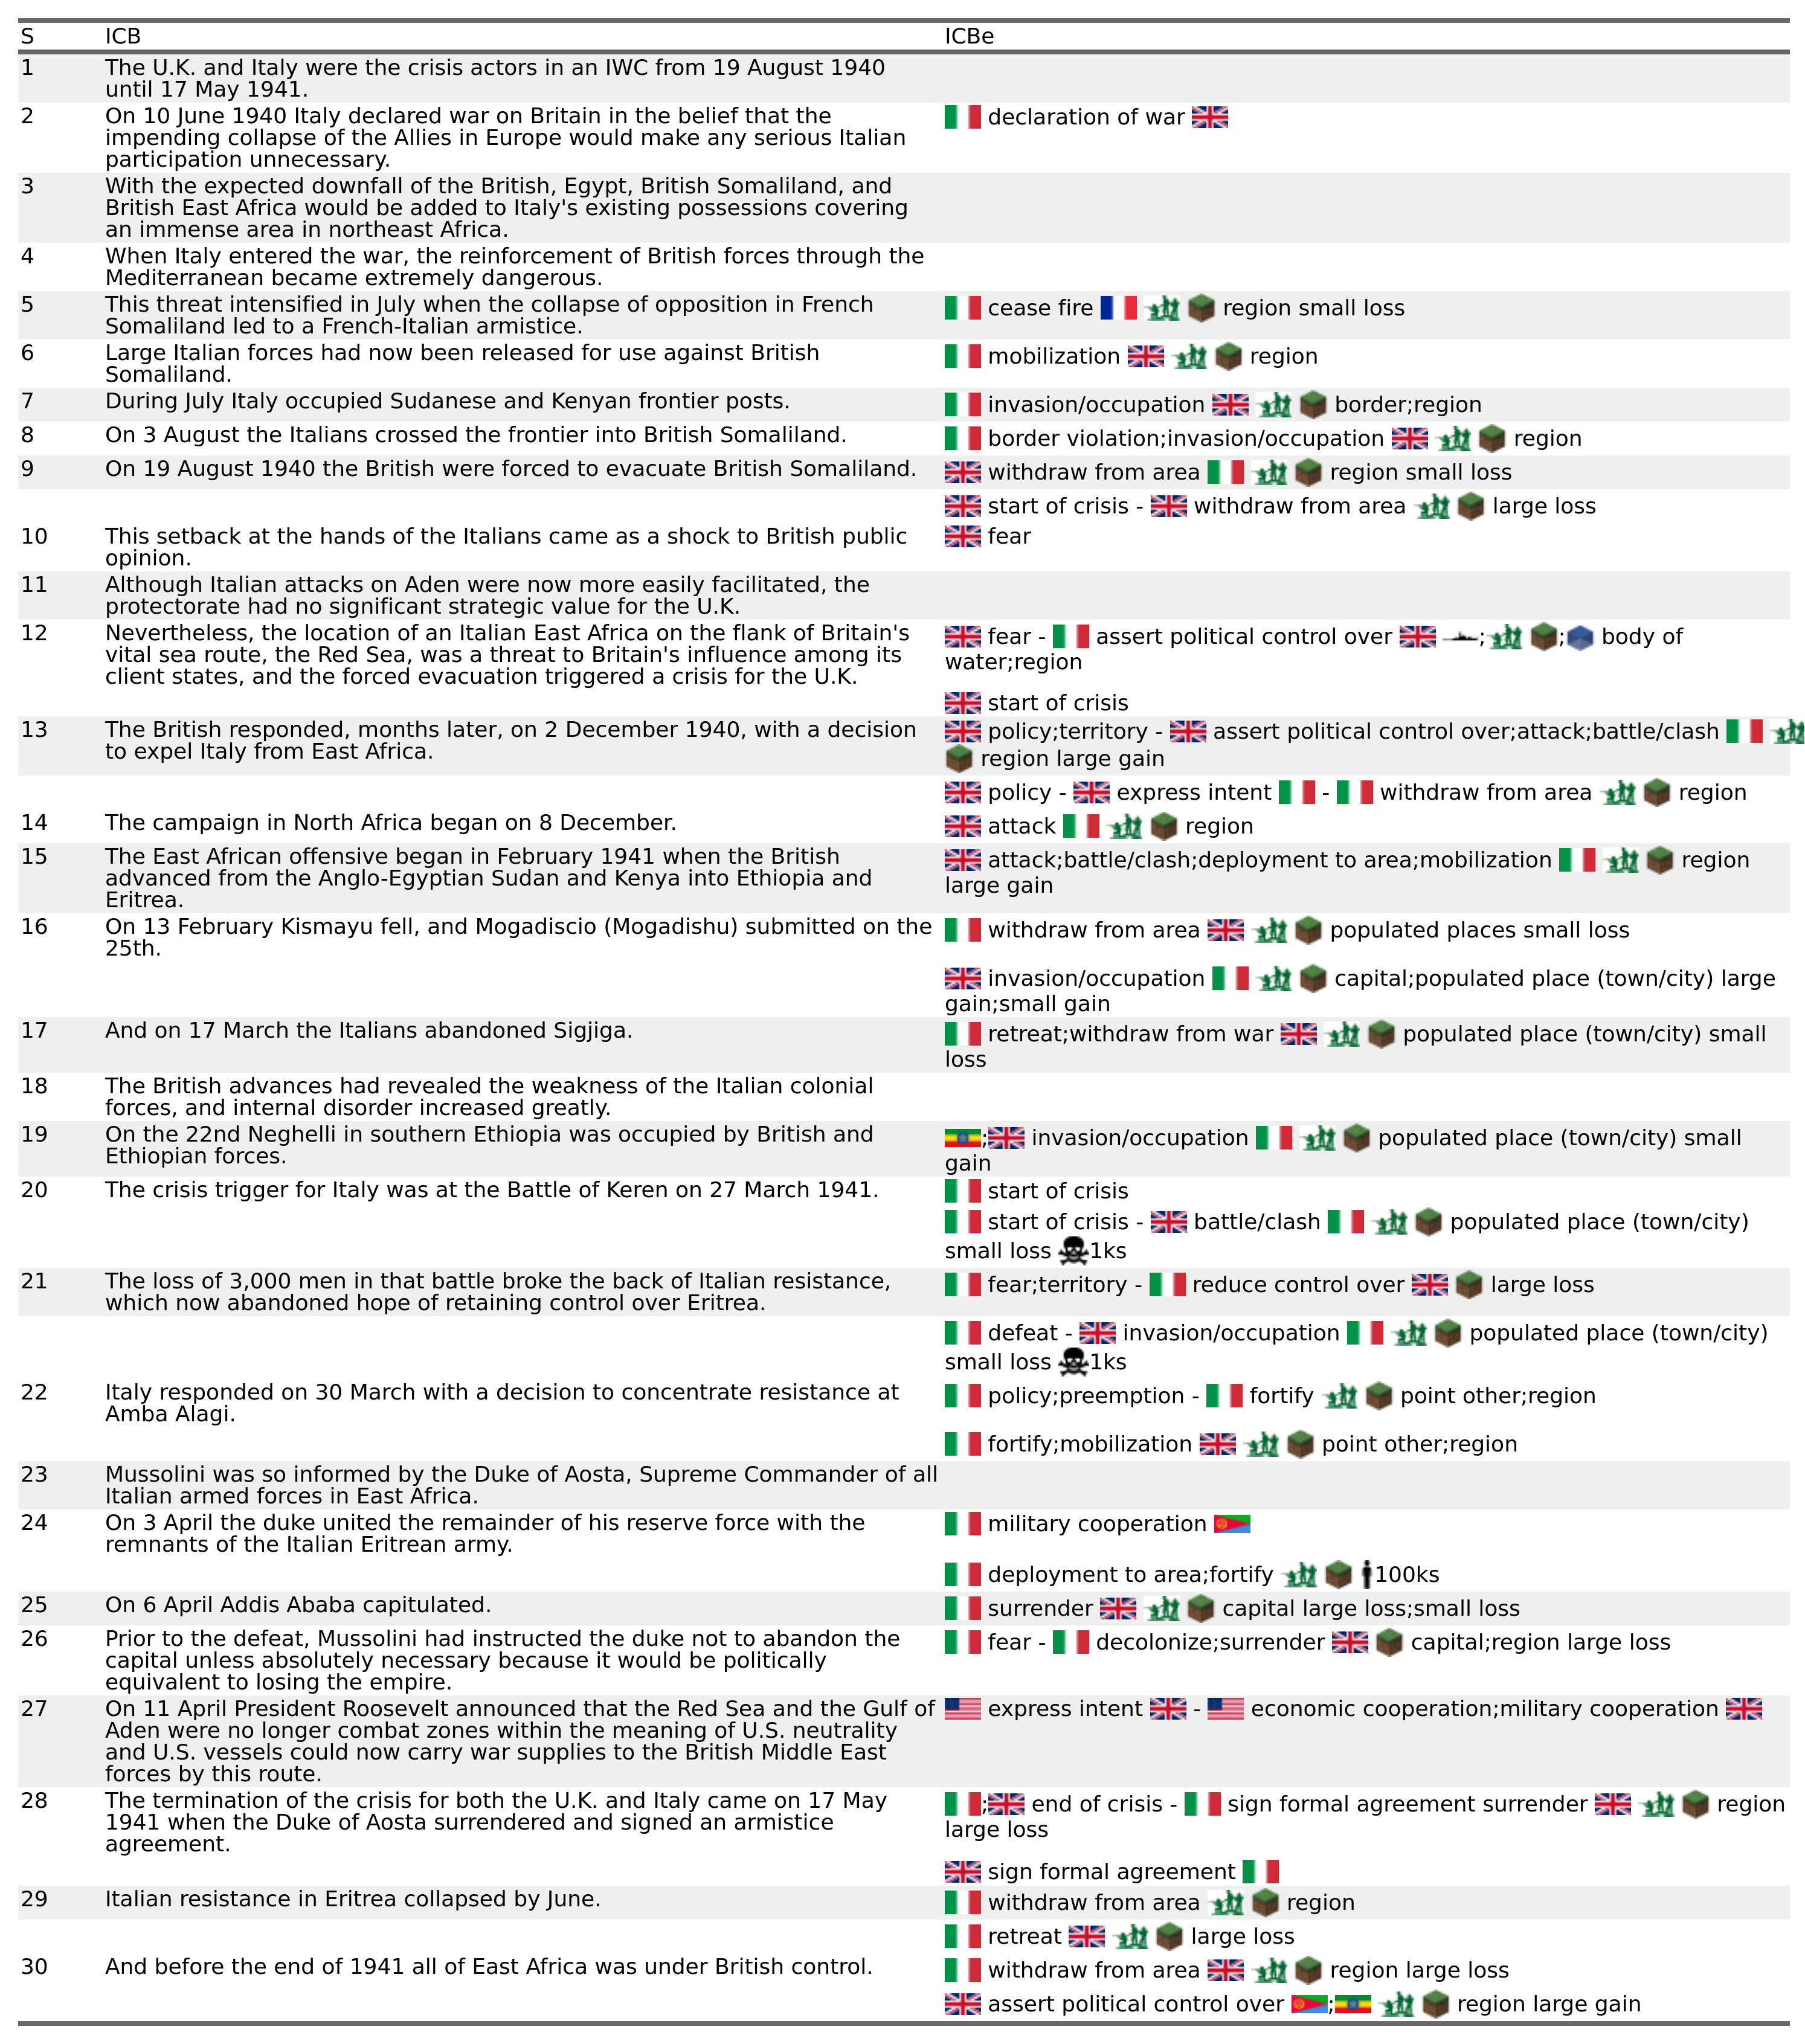 S ICB ICBe
1 The U.K. and Italy were the crisis actors in an IWC from 19 August 1940
until 17 May 1941.
2 On 10 June 1940 Italy declared war on Britain in the belief that the declaration of war
impending collapse of the Allies in Europe would make any serious Italian
participation unnecessary.
3 With the expected downfall of the British, Egypt, British Somaliland, and
British East Africa would be added to Italy's existing possessions covering
an immense area in northeast Africa.
4 When Italy entered the war, the reinforcement of British forces through the
Mediterranean became extremely dangerous.
5 This threat intensified in July when the collapse of opposition in French cease fire region small loss
Somaliland led to a French-Italian armistice.
6 Large Italian forces had now been released for use against British mobilization region
Somaliland.
7 During July Italy occupied Sudanese and Kenyan frontier posts. invasion/occupation border;region
8 On 3 August the Italians crossed the frontier into British Somaliland. border violation;invasion/occupation region
9 On 19 August 1940 the British were forced to evacuate British Somaliland. withdraw from area region small loss
start of crisis - withdraw from area large loss
10 This setback at the hands of the Italians came as a shock to British public fear
opinion.
11 Although Italian attacks on Aden were now more easily facilitated, the
protectorate had no significant strategic value for the U.K.
12 Nevertheless, the location of an Italian East Africa on the flank of Britain's fear - assert political control over ; ; body of
vital sea route, the Red Sea, was a threat to Britain's influence among its water;region
client states, and the forced evacuation triggered a crisis for the U.K.
start of crisis
13 The British responded, months later, on 2 December 1940, with a decision policy;territory - assert political control over;attack;battle/clash
to expel Italy from East Africa. region large gain
policy - express intent - withdraw from area region
14 The campaign in North Africa began on 8 December. attack region
15 The East African offensive began in February 1941 when the British attack;battle/clash;deployment to area;mobilization region
advanced from the Anglo-Egyptian Sudan and Kenya into Ethiopia and large gain
Eritrea.
16 On 13 February Kismayu fell, and Mogadiscio (Mogadishu) submitted on the withdraw from area populated places small loss
25th.
invasion/occupation capital;populated place (town/city) large
gain;small gain
17 And on 17 March the Italians abandoned Sigjiga. retreat;withdraw from war populated place (town/city) small
loss
18 The British advances had revealed the weakness of the Italian colonial
forces, and internal disorder increased greatly.
19 On the 22nd Neghelli in southern Ethiopia was occupied by British and ; invasion/occupation populated place (town/city) small
Ethiopian forces. gain
20 The crisis trigger for Italy was at the Battle of Keren on 27 March 1941. start of crisis
start of crisis - battle/clash populated place (town/city)
small loss 1ks
21 The loss of 3,000 men in that battle broke the back of Italian resistance, fear;territory - reduce control over large loss
which now abandoned hope of retaining control over Eritrea.
defeat - invasion/occupation populated place (town/city)
small loss 1ks
22 Italy responded on 30 March with a decision to concentrate resistance at policy;preemption - fortify point other;region
Amba Alagi.
fortify;mobilization point other;region
23 Mussolini was so informed by the Duke of Aosta, Supreme Commander of all
Italian armed forces in East Africa.
24 On 3 April the duke united the remainder of his reserve force with the military cooperation
remnants of the Italian Eritrean army.
deployment to area;fortify 100ks
25 On 6 April Addis Ababa capitulated. surrender capital large loss;small loss
26 Prior to the defeat, Mussolini had instructed the duke not to abandon the fear - decolonize;surrender capital;region large loss
capital unless absolutely necessary because it would be politically
equivalent to losing the empire.
27 On 11 April President Roosevelt announced that the Red Sea and the Gulf of express intent - economic cooperation;military cooperation
Aden were no longer combat zones within the meaning of U.S. neutrality
and U.S. vessels could now carry war supplies to the British Middle East
forces by this route.
28 The termination of the crisis for both the U.K. and Italy came on 17 May ; end of crisis - sign formal agreement surrender region
1941 when the Duke of Aosta surrendered and signed an armistice large loss
agreement.
sign formal agreement
29 Italian resistance in Eritrea collapsed by June. withdraw from area region
retreat large loss
30 And before the end of 1941 all of East Africa was under British control. withdraw from area region large loss
assert political control over ; region large gain